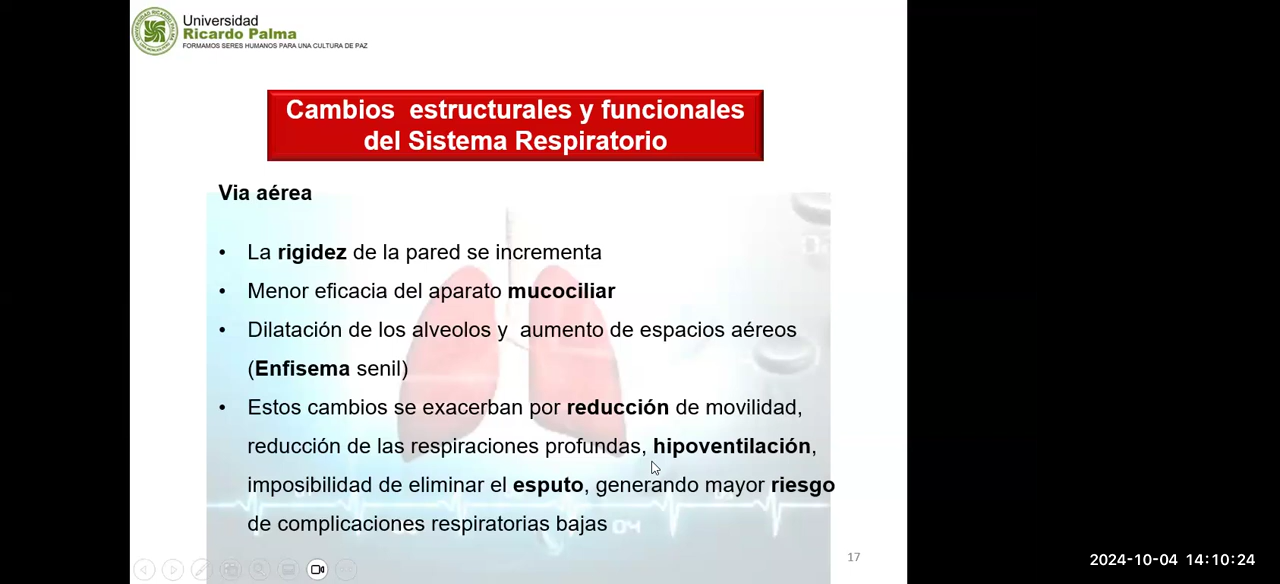 Universidad
Ricardo Palma
FORMAMOS SERES HUMANOS PARA UNA CULTURA DE PAZ
Cambios estructurales y funcionales
del Sistema Respiratorio
Via aérea
• La rigidez de la pared se incrementa
• Menor eficacia del aparato mucociliar
• Dilatación de los alveolos y aumento de espacios aéreos
(Enfisema senil)
• Estos cambios se exacerban por reducción de movilidad,
reducción de las respiraciones profundas, hipoventilación,
imposibilidad de eliminar el esputo, generando mayor riesgo
de complicaciones respiratorias bajas
04
17
2024-10-04 14:10:24